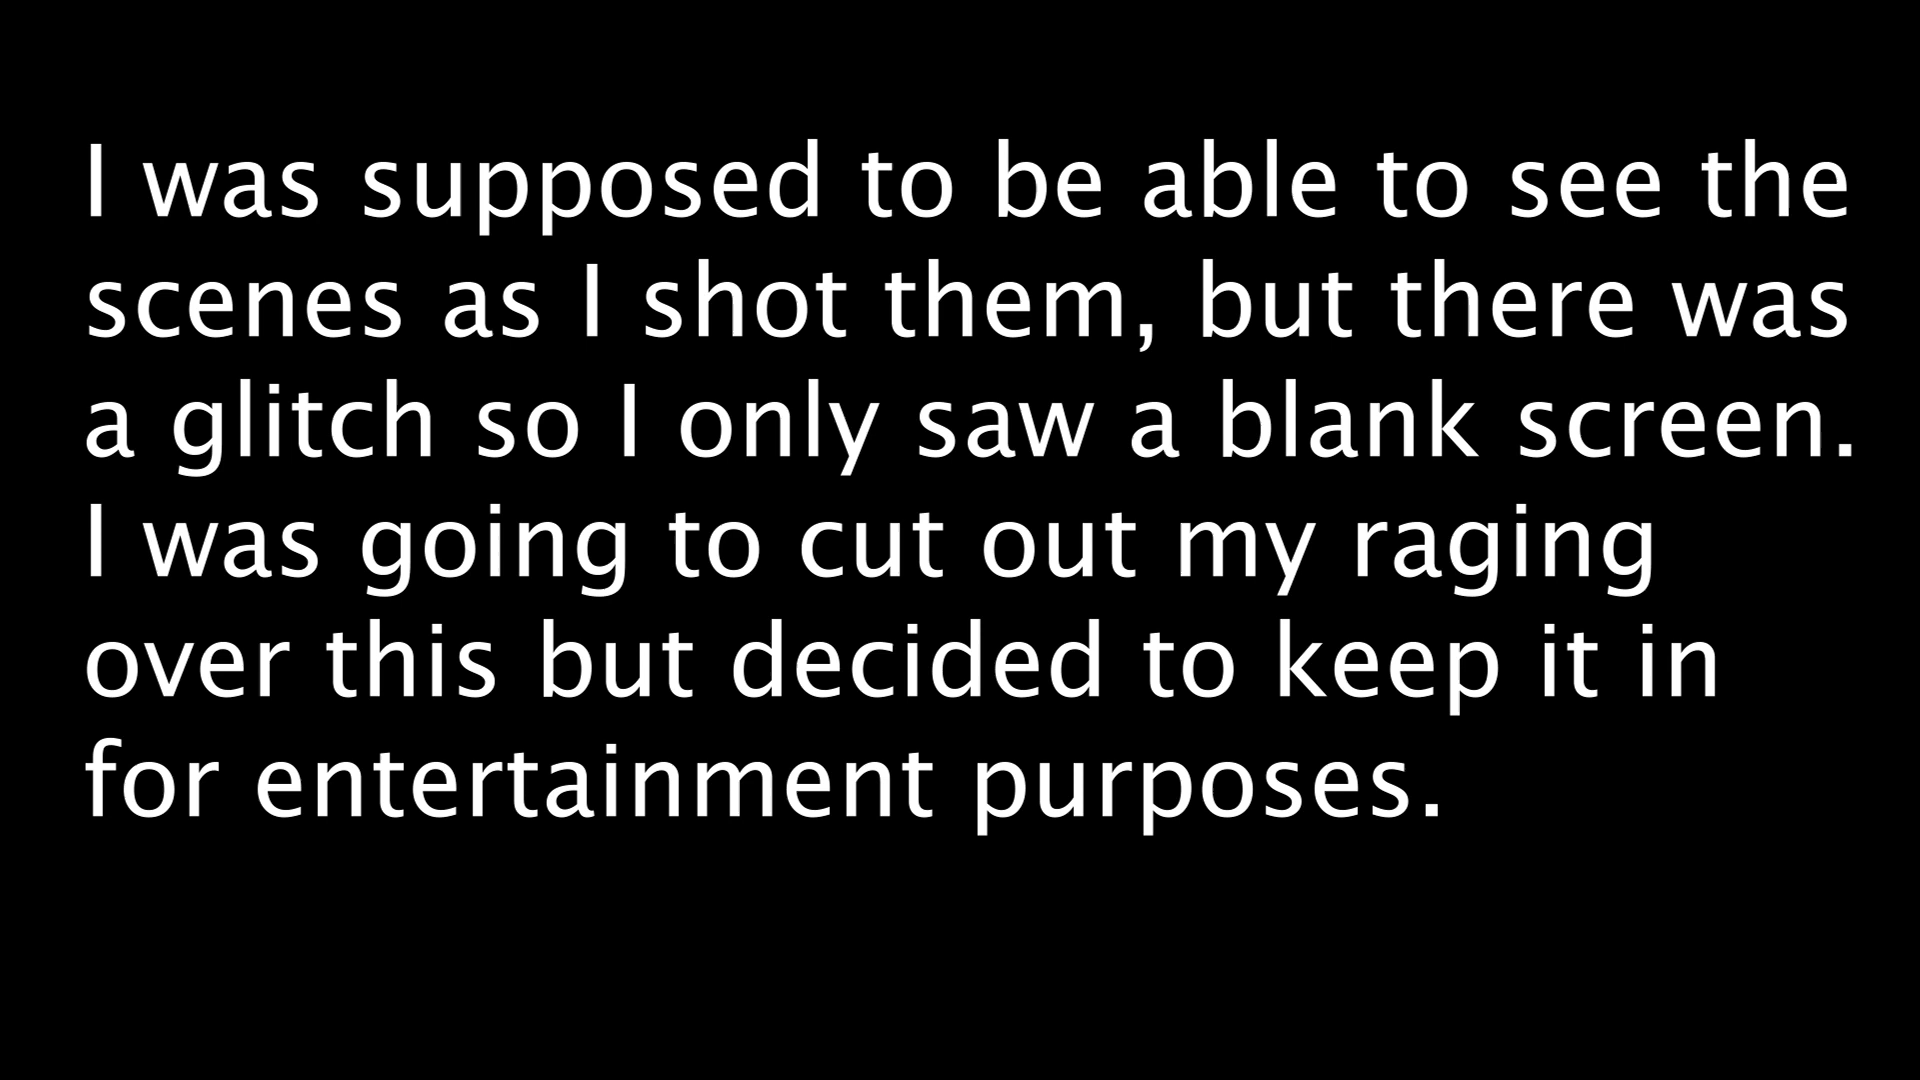 I was supposed to be able to see the
scenes as I shot them, but there was
a glitch so I only saw a blank screen.
I was going to cut out my raging
over this but decided to keep it in
for entertainment purposes.